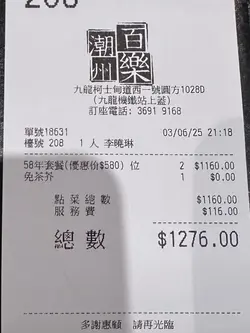 208
百樂
潮州
九龍柯士甸道西一號圓方1028D
(九龍機鐵站上蓋)
訂座電話: 3691 9168
單號18631 03/06/25 21:18
檯號 208 1 人 李曉琳
58年套餐(優惠价$580) 位 2 $1160.00
免茶芥 1 $0.00
點菜總數 $1160.00
服務費 $116.00
總數 $1276.00
多謝惠顧 請再光臨